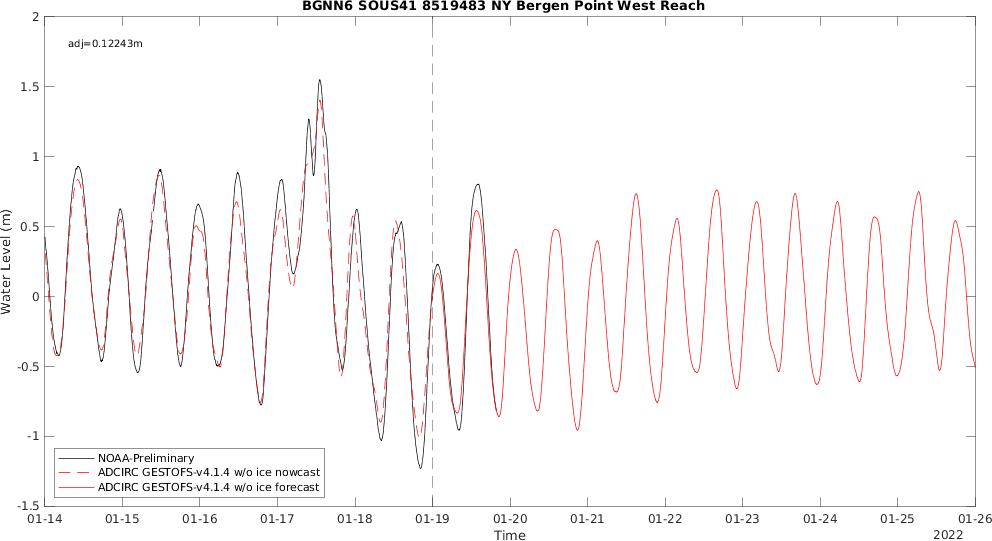 BGNN6 SOUS41 8519483 NY Bergen Point West Reach
adj=0.12243m
2
1.5
1
0.5
0
-0.5
-1
-1.5
Water Level (m)
NOAA-Preliminary
ADCIRC GESTOFS-v4.1.4 w/o ice nowcast
ADCIRC GESTOFS-v4.1.4 w/o ice forecast
01-14 01-15 01-16 01-17 01-18 01-19 01-20 01-21 01-22 01-23 01-24 01-25 01-26
Time
2022